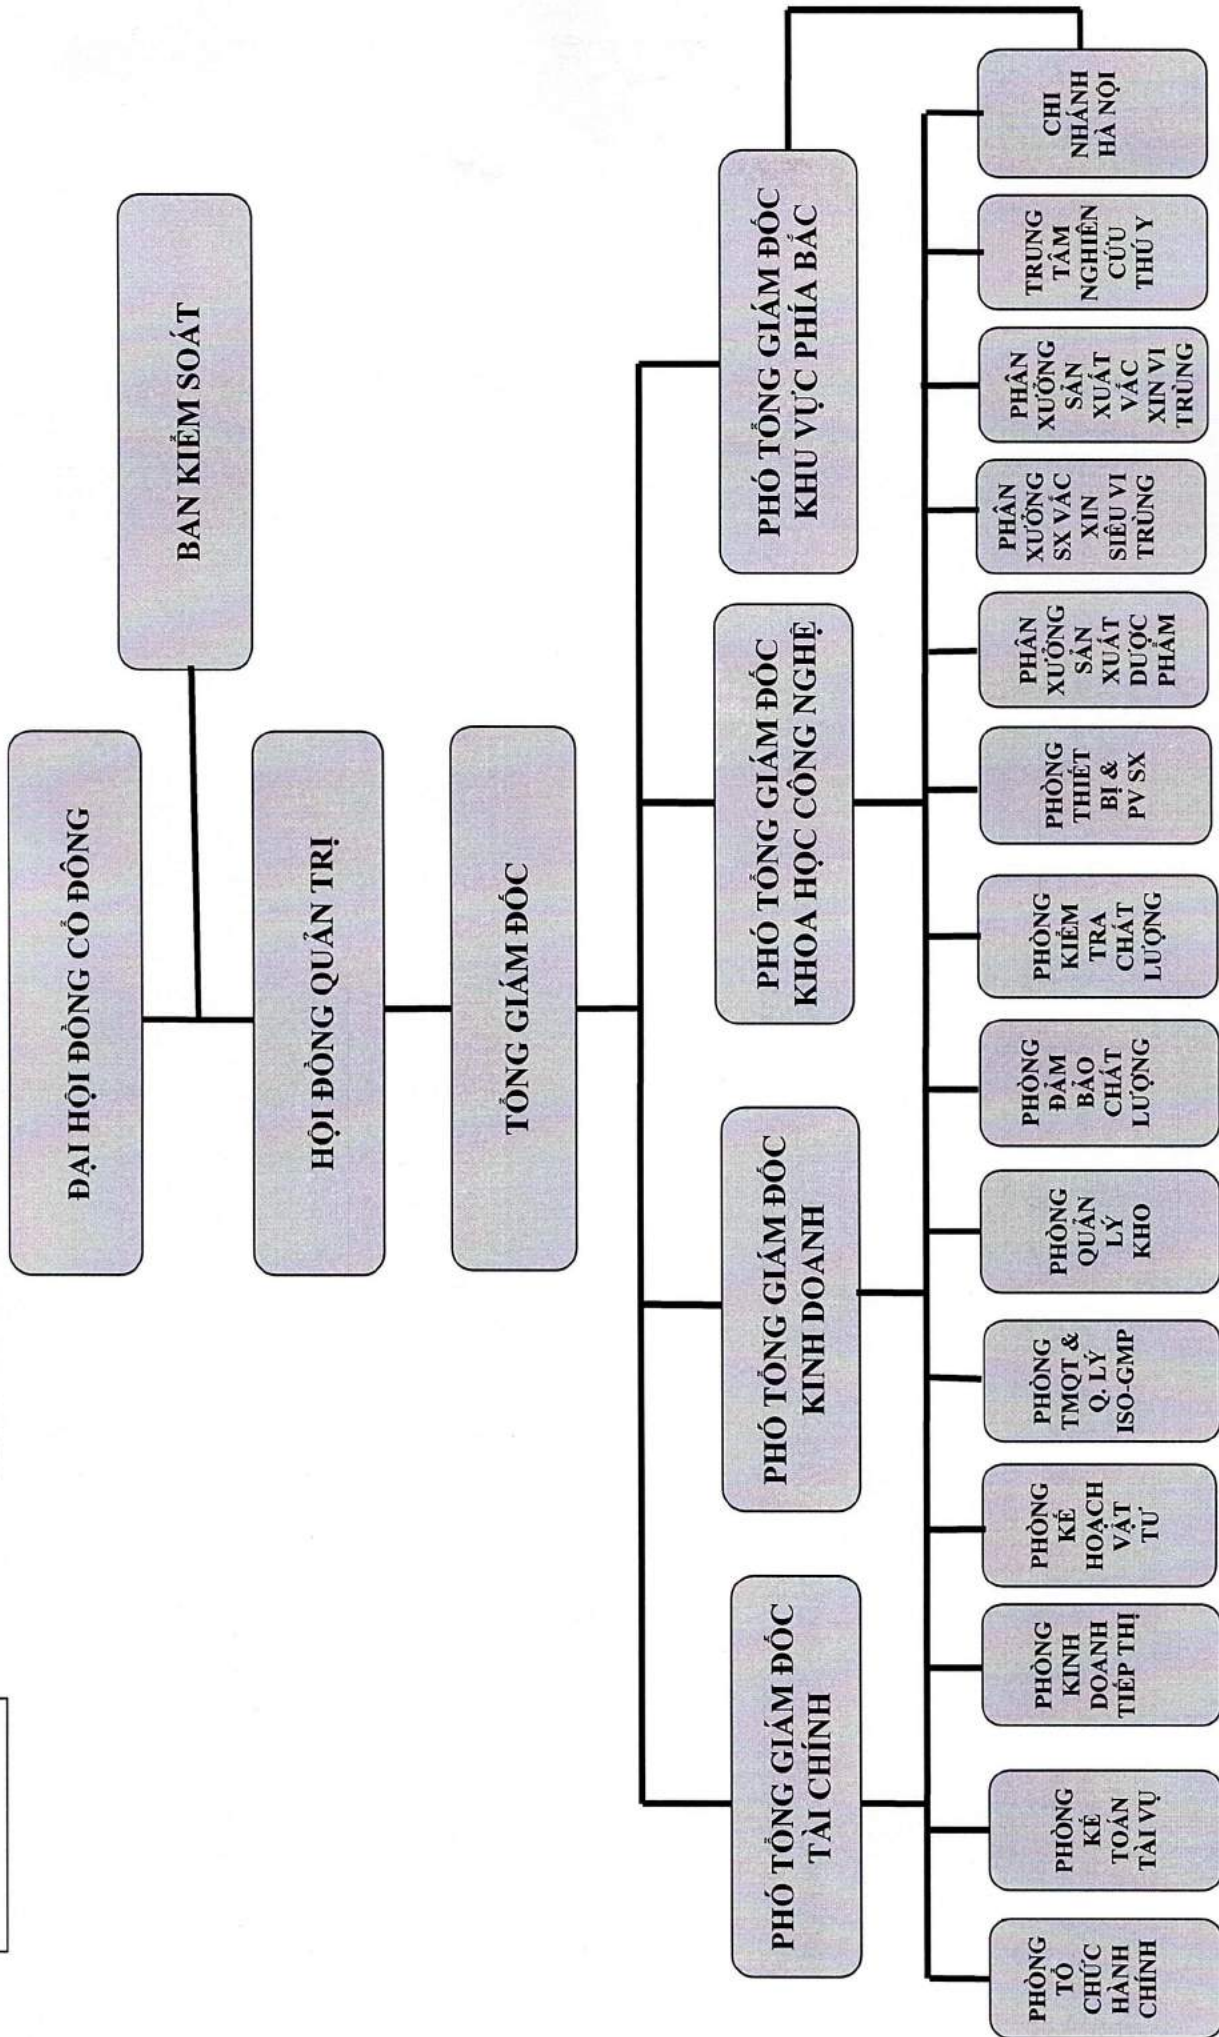 ĐẠI HỘI ĐỒNG CỔ ĐÔNG
BAN KIỂM SOÁT
HỘI ĐỒNG QUẢN TRỊ
TỔNG GIÁM ĐỐC
PHÓ TỔNG GIÁM ĐỐC
TÀI CHÍNH
PHÓ TỔNG GIÁM ĐỐC
KINH DOANH
PHÓ TỔNG GIÁM ĐỐC
KHOA HỌC CÔNG NGHỆ
PHÓ TỔNG GIÁM ĐỐC
KHU VỰC PHÍA BẮC
PHÒNG
TỔ
CHỨC
HÀNH
CHÍNH
PHÒNG
KẾ
TOÁN
TÀI VỤ
PHÒNG
KINH
DOANH
TIẾP THỊ
PHÒNG
KẾ
HOẠCH
VẬT
TƯ
PHÒNG
TMQT &
Q. LÝ
ISO-GMP
PHÒNG
QUẢN
LÝ
KHO
PHÒNG
ĐẢM
BẢO
CHẤT
LƯỢNG
PHÒNG
KIỂM
TRA
CHẤT
LƯỢNG
PHÒNG
THIẾT
BỊ &
PV SX
PHÂN
XƯỞNG
SẢN
XUẤT
DƯỢC
PHẨM
PHÂN
XƯỞNG
SX VẮC
XIN
SIÊU VI
TRÙNG
PHÂN
XƯỞNG
SẢN
XUẤT
VẮC
XIN VI
TRÙNG
TRUNG
TÂM
NGHIÊN
CỨU
THÚ Y
CHI
NHÁNH
HÀ NỘI